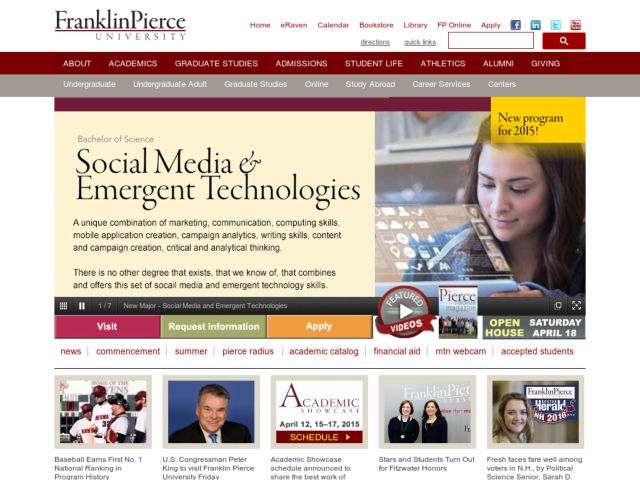 FranklinPierce
UNIVERSITY
Home eRaven Calendar Bookstore Library FP Online Apply
directions quick links
ABOUT ACADEMICS GRADUATE STUDIES ADMISSIONS STUDENT LIFE ATHLETICS ALUMNI GIVING
Undergraduate Undergraduate Adult Graduate Studies Online Study Abroad Career Services Centers
New program
for 2015!
Bachelor of Science
Social Media &
Emergent Technologies
A unique combination of marketing, communication, computing skills,
mobile application creation, campaign analytics, writing skills, content
and campaign creation, critical and analytical thinking.
There is no other degree that exists, that we know of, that combines
and offers this set of socail media and emergent technology skills.
1 / 7 New Major - Social Media and Emergent Technologies
Visit
Request information
Apply
FEATURED
VIDEOS
Pierce
radius
magazine
OPEN HOUSE
SATURDAY APRIL 18
news commencement summer pierce radius academic catalog financial aid mtn webcam accepted students
HOME OF THE
RAVENS
Baseball Earns First No. 1
National Ranking in
Program History
U.S. Congressman Peter
King to visit Franklin Pierce
University Friday
ACADEMIC
SHOWCASE
April 12, 15-17, 2015
SCHEDULE
Academic Showcase
schedule announced to
share the best work of
FranklinPier
Stars and Students Turn Out
for Fitzwater Honors
FranklinPierce
Herald
NH 2016
Fresh faces fare well among
voters in N.H., by Political
Science Senior, Sarah D.